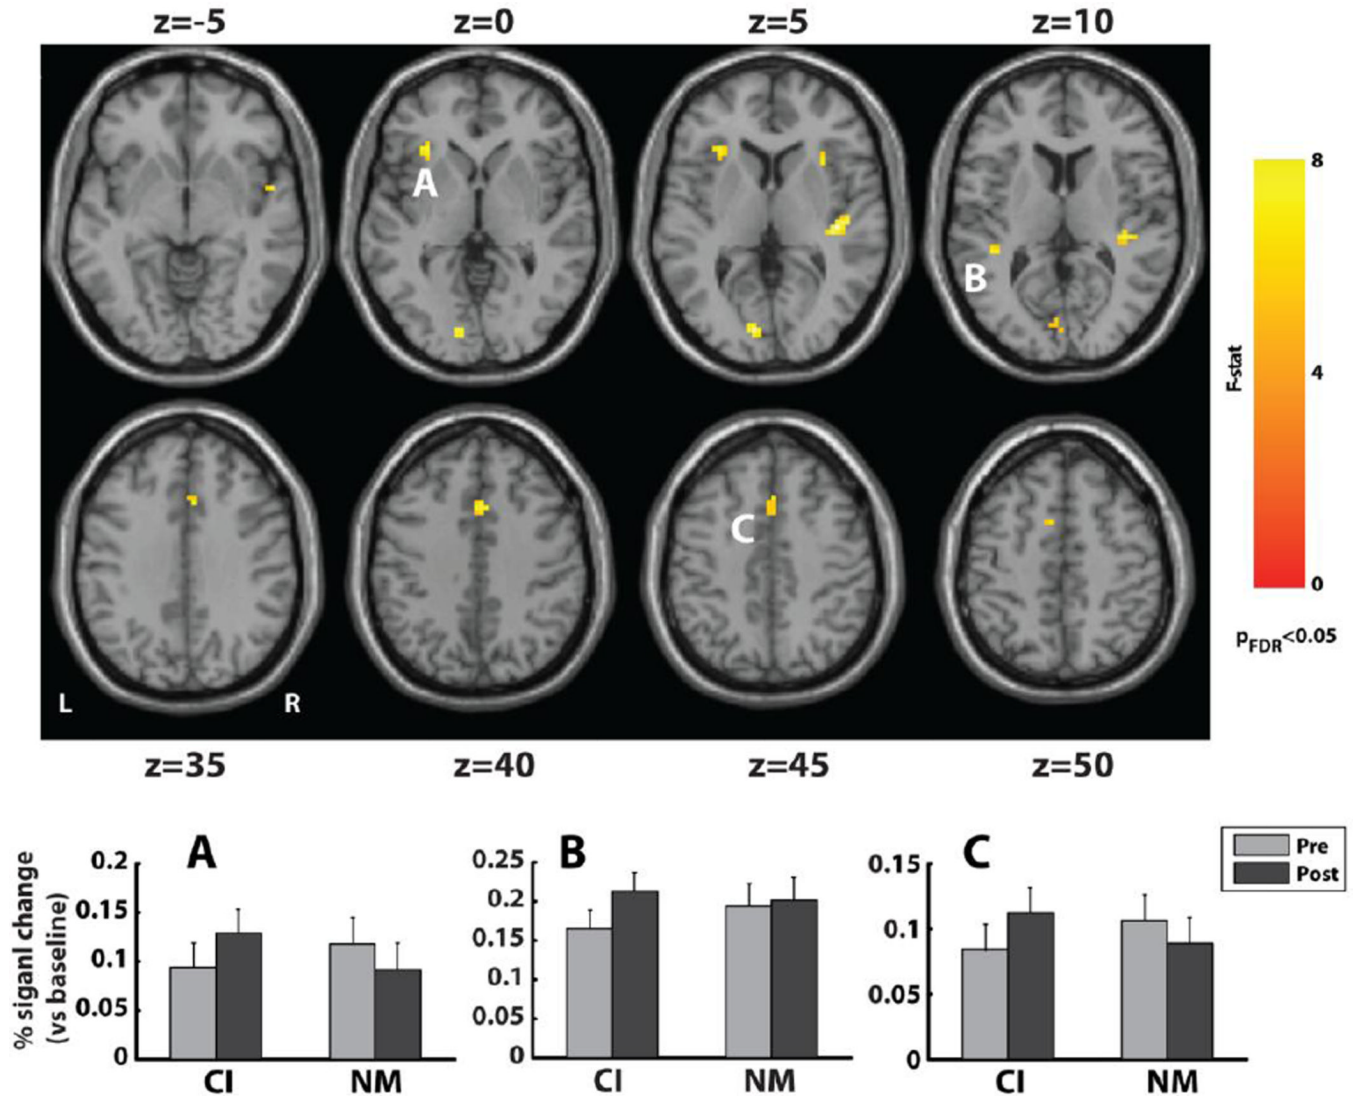 z=-5 z=0 z=5 z=10
A
B
8
4
0
F-stat
pFDR<0.05
C
L R
z=35 z=40 z=45 z=50
% siganl change
(vs baseline)
A
0.2
0.15
0.1
0.05
0
CI NM
B
0.25
0.2
0.15
0.1
0.05
0
CI NM
C
0.15
0.1
0.05
0
CI NM
Pre
Post